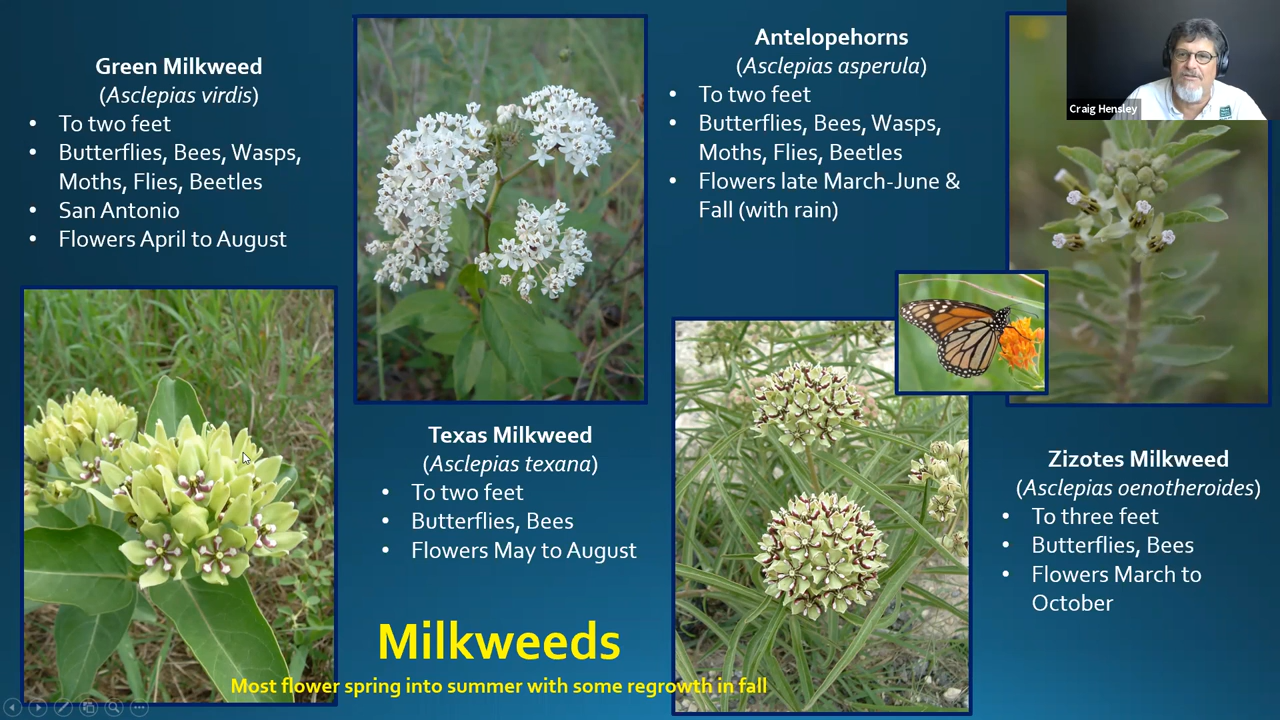 Green Milkweed
(Asclepias virdis)
• To two feet
• Butterflies, Bees, Wasps,
Moths, Flies, Beetles
• San Antonio
• Flowers April to August
Antelopehorns
(Asclepias asperula)
• To two feet
• Butterflies, Bees, Wasps,
Moths, Flies, Beetles
• Flowers late March-June &
Fall (with rain)
Craig Hensley
Texas Milkweed
(Asclepias texana)
• To two feet
• Butterflies, Bees
• Flowers May to August
Zizotes Milkweed
(Asclepias oenotheroides)
• To three feet
• Butterflies, Bees
• Flowers March to
October
Milkweeds
Most flower spring into summer with some regrowth in fall